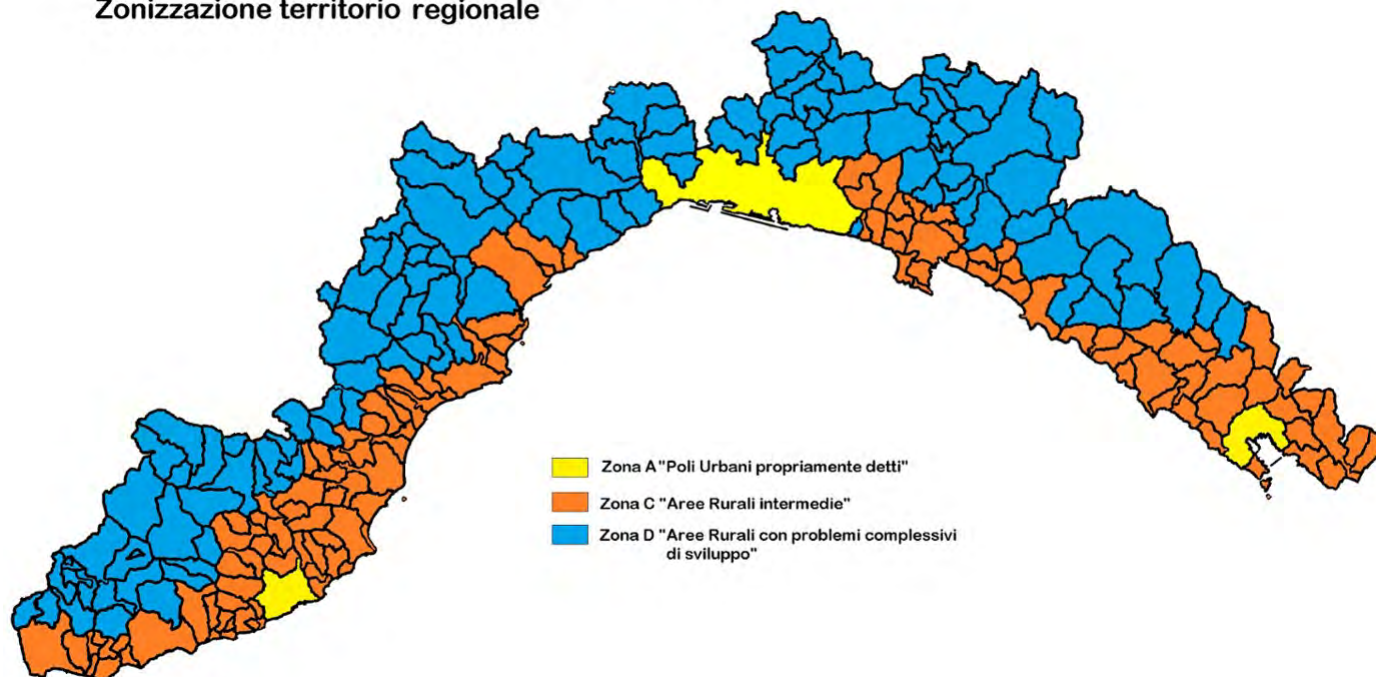 Zonizzazione territorio regionale
Zona A "Poli Urbani propriamente detti"
Zona C "Aree Rurali intermedie"
Zona D "Aree Rurali con problemi complessivi
di sviluppo"